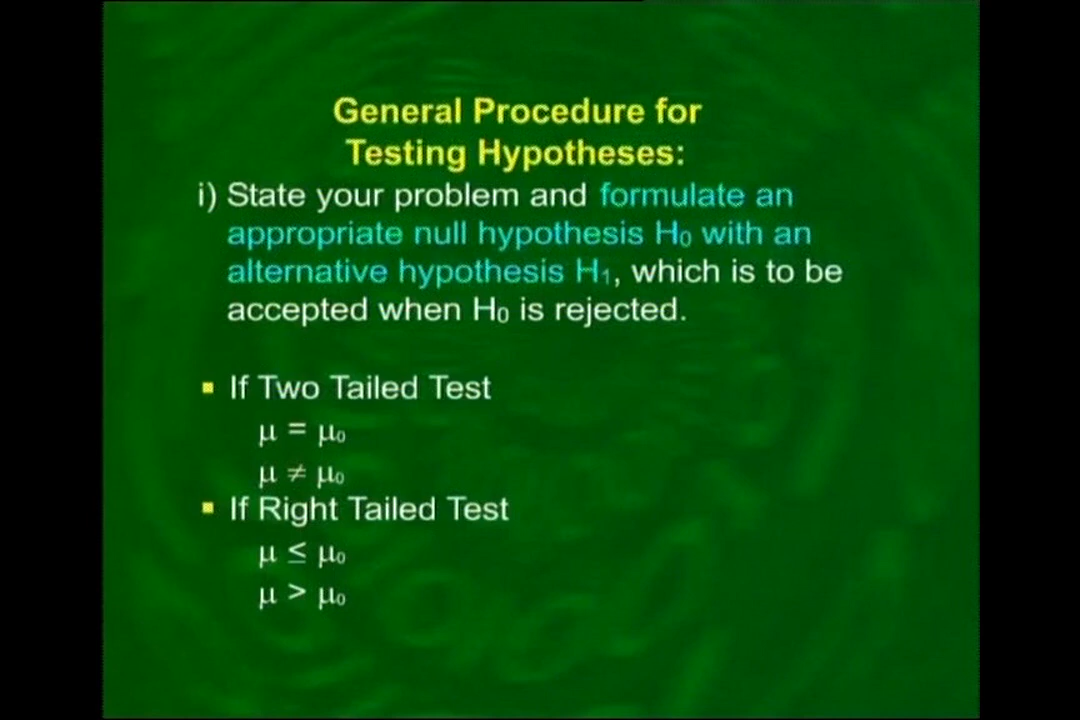 General Procedure for
Testing Hypotheses:
i) State your problem and formulate an
appropriate null hypothesis H₀ with an
alternative hypothesis H₁, which is to be
accepted when H₀ is rejected.
▪ If Two Tailed Test
μ = μ₀
μ ≠ μ₀
▪ If Right Tailed Test
μ ≤ μ₀
μ > μ₀